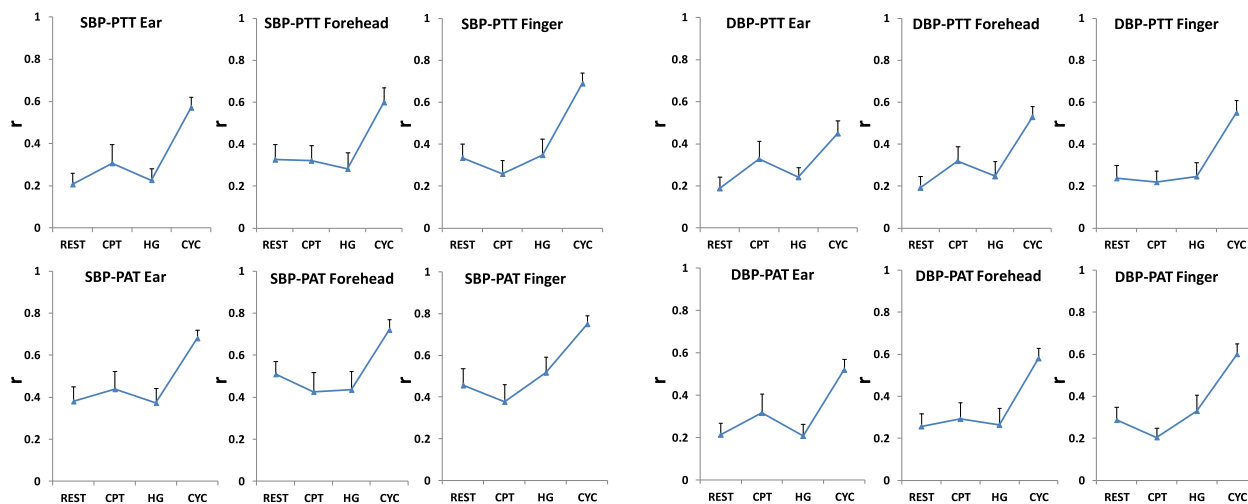 SBP-PTT Ear
1
0.8
0.6
0.4
0.2
0
r
REST CPT HG CYC
SBP-PTT Forehead
1
0.8
0.6
0.4
0.2
0
r
REST CPT HG CYC
SBP-PTT Finger
1
0.8
0.6
0.4
0.2
0
r
REST CPT HG CYC
DBP-PTT Ear
1
0.8
0.6
0.4
0.2
0
r
REST CPT HG CYC
DBP-PTT Forehead
1
0.8
0.6
0.4
0.2
0
r
REST CPT HG CYC
DBP-PTT Finger
1
0.8
0.6
0.4
0.2
0
r
REST CPT HG CYC
SBP-PAT Ear
1
0.8
0.6
0.4
0.2
0
r
REST CPT HG CYC
SBP-PAT Forehead
1
0.8
0.6
0.4
0.2
0
r
REST CPT HG CYC
SBP-PAT Finger
1
0.8
0.6
0.4
0.2
0
r
REST CPT HG CYC
DBP-PAT Ear
1
0.8
0.6
0.4
0.2
0
r
REST CPT HG CYC
DBP-PAT Forehead
1
0.8
0.6
0.4
0.2
0
r
REST CPT HG CYC
DBP-PAT Finger
1
0.8
0.6
0.4
0.2
0
r
REST CPT HG CYC